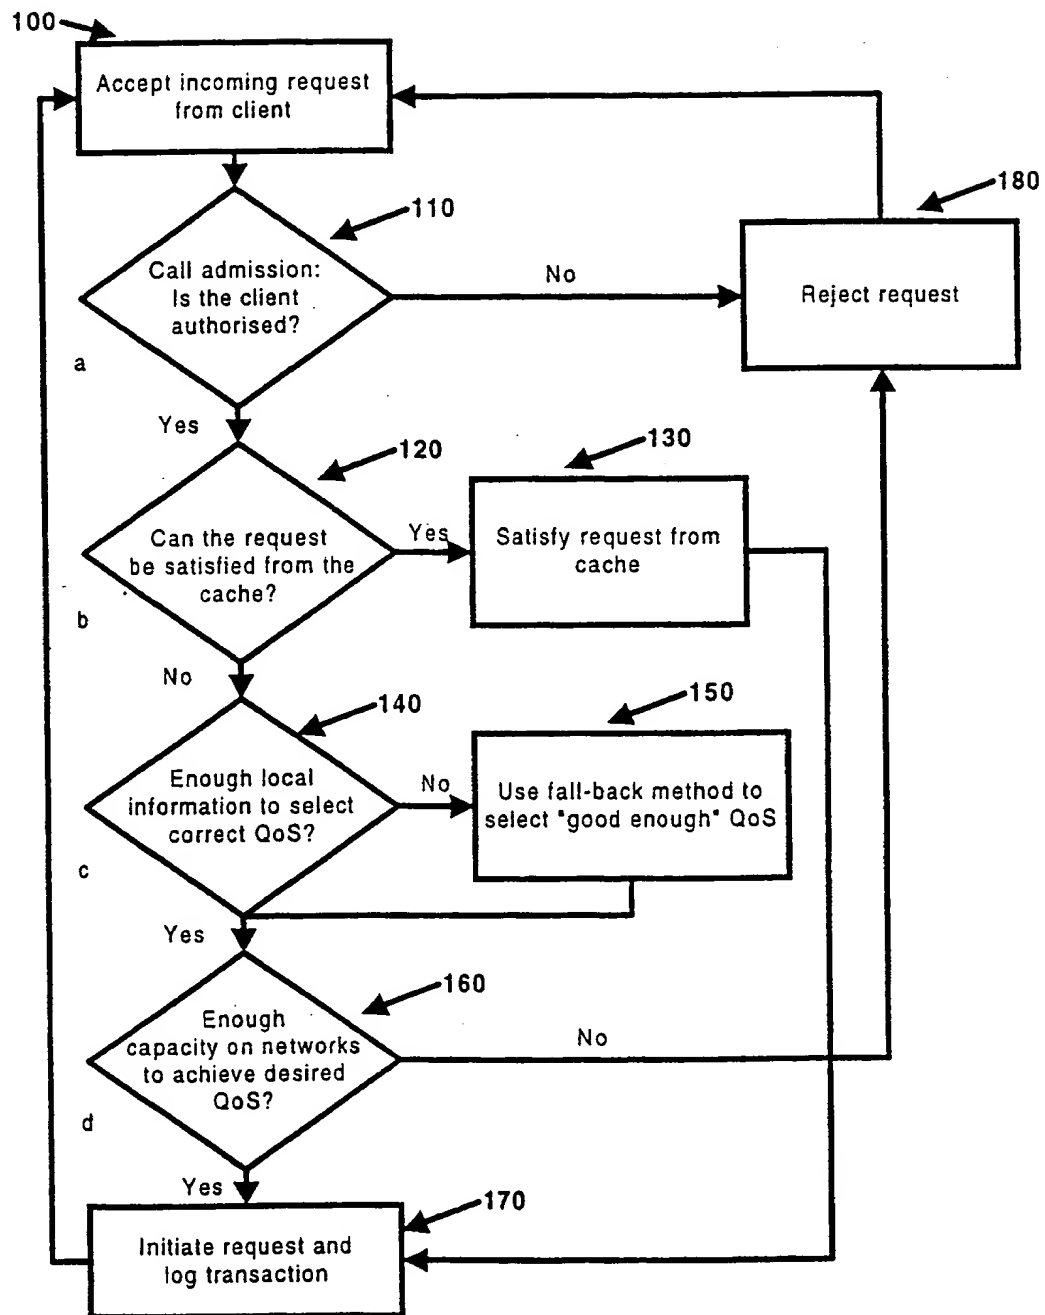 100
Accept incoming request
from client
110
180
Call admission:
Is the client
authorised?
No
Reject request
a
Yes
120
130
Can the request
be satisfied from the
cache?
Yes
Satisfy request from
cache
b
No
140
150
Enough local
information to select
correct QoS?
No
Use fall-back method to
select "good enough" QoS
c
Yes
160
Enough
capacity on networks
to achieve desired
QoS?
No
d
Yes
170
Initiate request and
log transaction